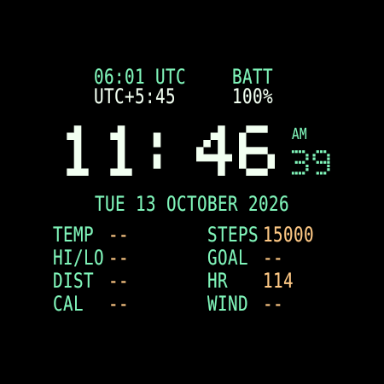 06:01 UTC BATT
UTC+5:45 100%
11:46 AM 39
TUE 13 OCTOBER 2026
TEMP -- STEPS 15000
HI/LO -- GOAL --
DIST -- HR 114
CAL -- WIND --